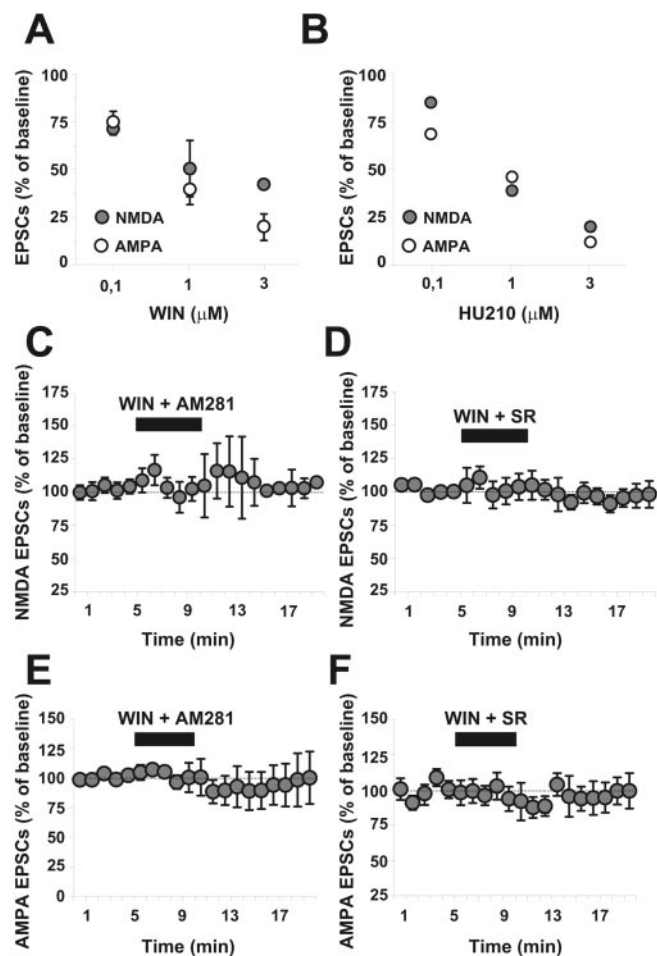 A
EPSCs (% of baseline)
100
75
50
25
0
NMDA
AMPA
0,1
1
3
WIN (µM)
B
EPSCs (% of baseline)
100
75
50
25
0
NMDA
AMPA
0,1
1
3
HU210 (µM)
C
NMDA EPSCs (% of baseline)
175
150
125
100
75
50
25
WIN + AM281
1 5 9 13 17
Time (min)
D
NMDA EPSCs (% of baseline)
175
150
125
100
75
50
25
WIN + SR
1 5 9 13 17
Time (min)
E
AMPA EPSCs (% of baseline)
150
125
100
75
50
25
0
WIN + AM281
1 5 9 13 17
Time (min)
F
AMPA EPSCs (% of baseline)
150
125
100
75
50
25
WIN + SR
1 5 9 13 17
Time (min)